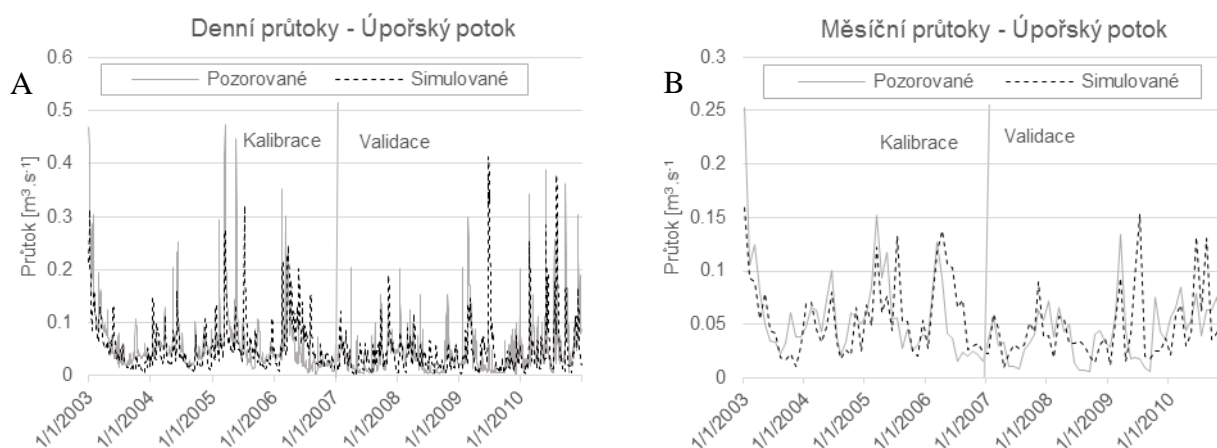 A
Denní průtoky - Úpořský potok
Pozorované
Simulované
Kalibrace
Validace
Průtok [m³.s⁻¹]
0.6
0.5
0.4
0.3
0.2
0.1
0
1/1/2003
1/1/2004
1/1/2005
1/1/2006
1/1/2007
1/1/2008
1/1/2009
1/1/2010
B
Měsíční průtoky - Úpořský potok
Pozorované
Simulované
Kalibrace
Validace
Průtok [m³.s⁻¹
0.3
0.25
0.2
0.15
0.1
0.05
0
1/1/2003
1/1/2004
1/1/2005
1/1/2006
1/1/2007
1/1/2008
1/1/2009
1/1/2010